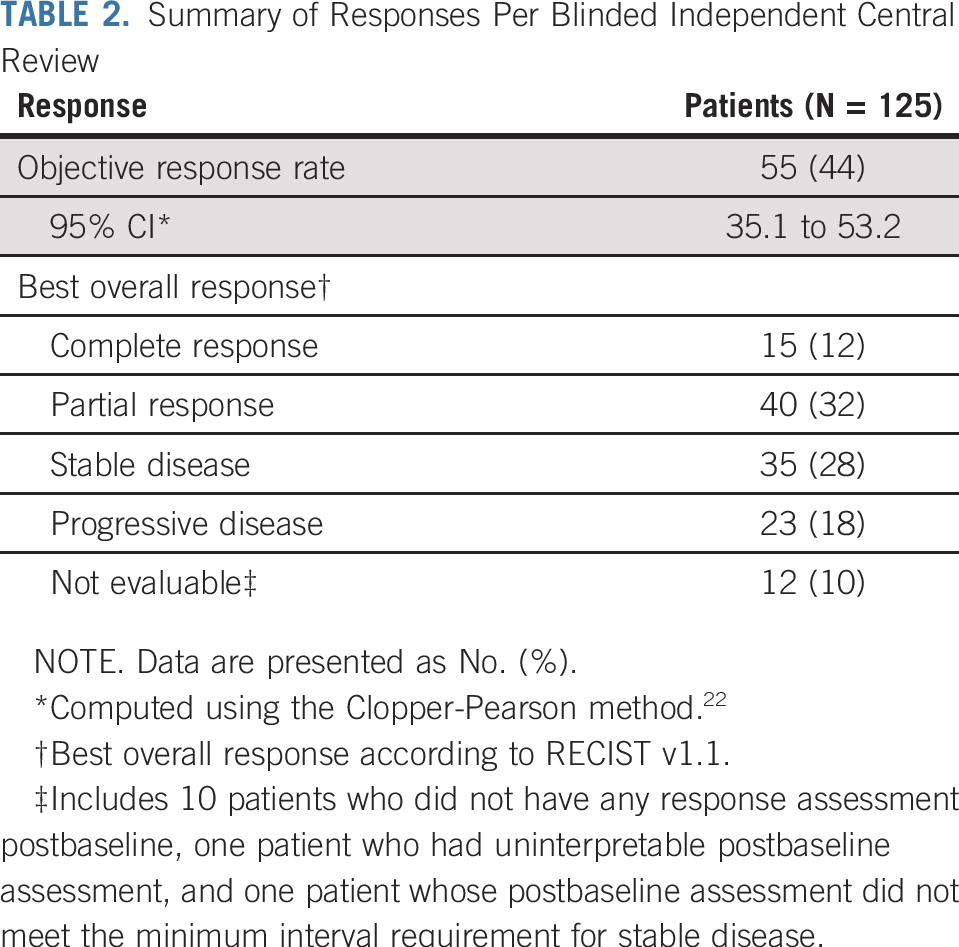 TABLE 2. Summary of Responses Per Blinded Independent Central
Review
Response Patients (N = 125)
Objective response rate 55 (44)
95% CI* 35.1 to 53.2
Best overall response†
Complete response 15 (12)
Partial response 40 (32)
Stable disease 35 (28)
Progressive disease 23 (18)
Not evaluable‡ 12 (10)
NOTE. Data are presented as No. (%).
*Computed using the Clopper-Pearson method.22
†Best overall response according to RECIST v1.1.
‡Includes 10 patients who did not have any response assessment
postbaseline, one patient who had uninterpretable postbaseline
assessment, and one patient whose postbaseline assessment did not
meet the minimum interval requirement for stable disease.